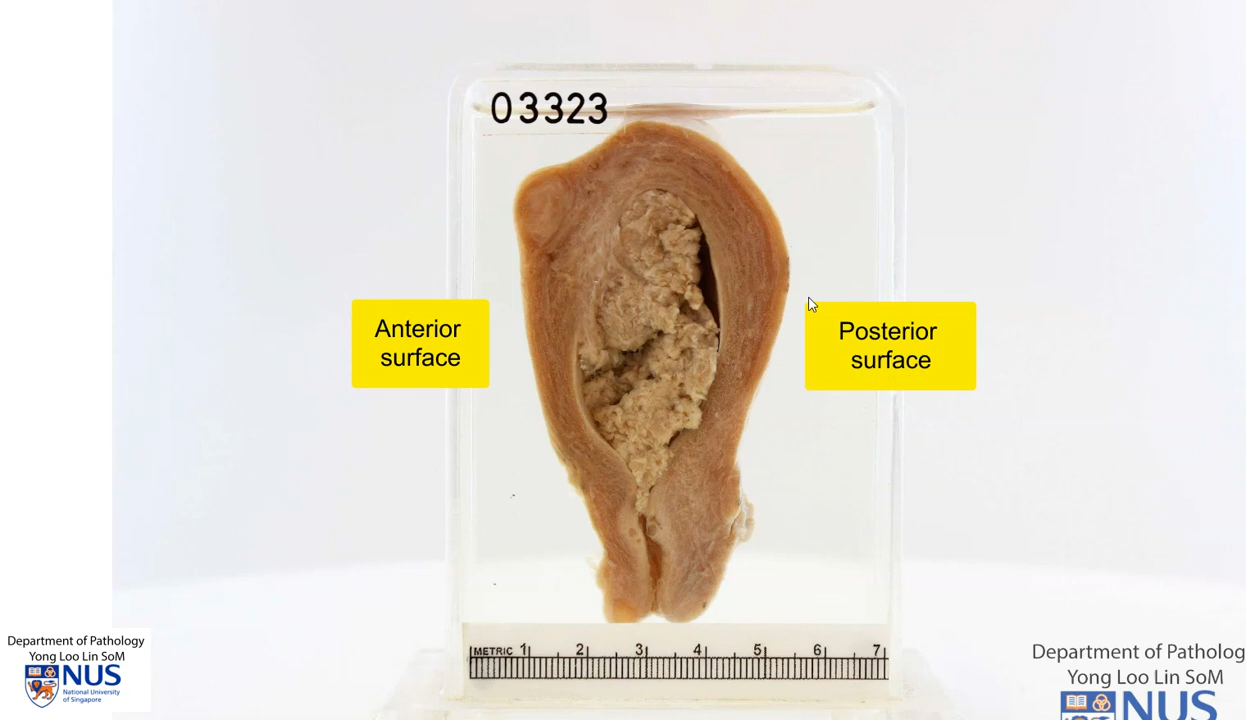 03323
Anterior
surface
Posterior
surface
METRIC 1 2 3 4 5 6 7
Department of Pathology
Yong Loo Lin SoM
NUS
National University
of Singapore
Department of Patholog
Yong Loo Lin SoM
NUS